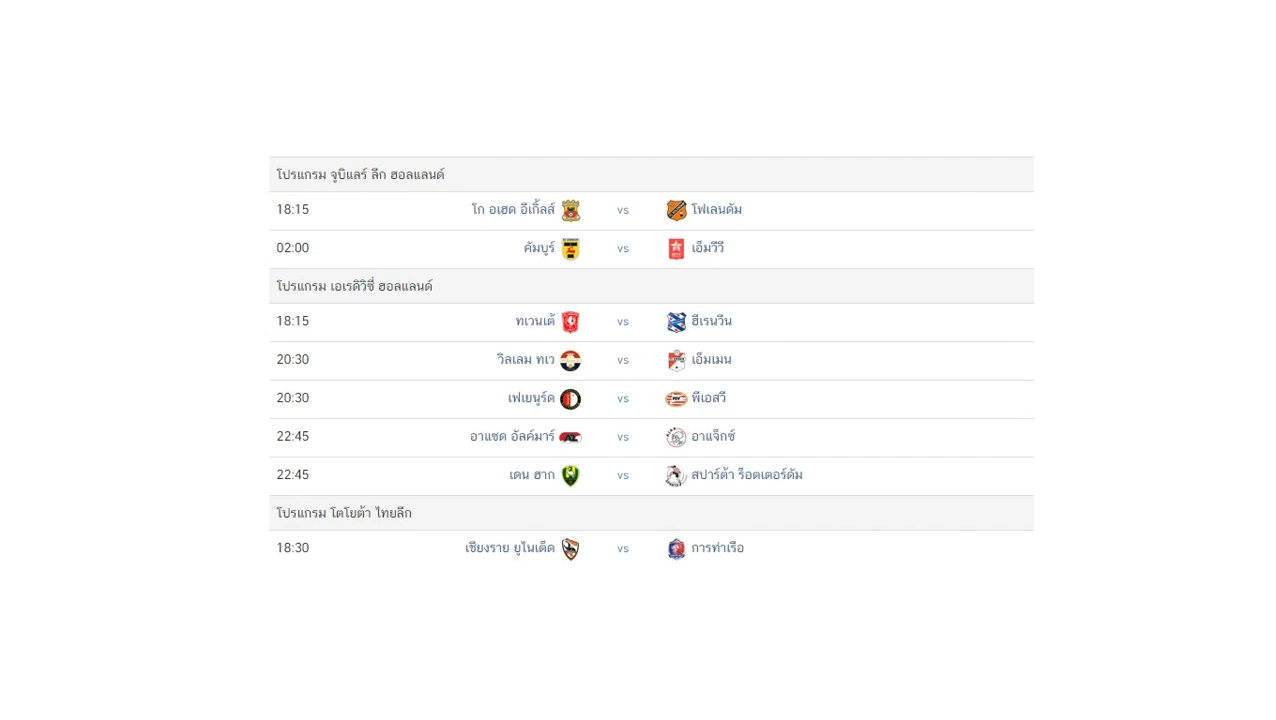 โปรแกรม จูปิแลร์ ลีก ฮอลแลนด์
18:15 โก อเฮด อีเกิ้ลส์ vs โฟเลนดัม
02:00 คัมบูร์ vs เอ็มวีวี
โปรแกรม เอเรดิวิซี่ ฮอลแลนด์
18:15 ทเวนเต้ vs ฮีเรนวีน
20:30 วิลเลม ทเว vs เอ็มเมน
20:30 เฟเยนูร์ด vs พีเอสวี
22:45 อาแซด อัลค์มาร์ vs อาแจ็กซ์
22:45 เดน ฮาก vs สปาร์ต้า ร็อตเตอร์ดัม
โปรแกรม โตโยต้า ไทยลีก
18:30 เชียงราย ยูไนเต็ด vs การท่าเรือ